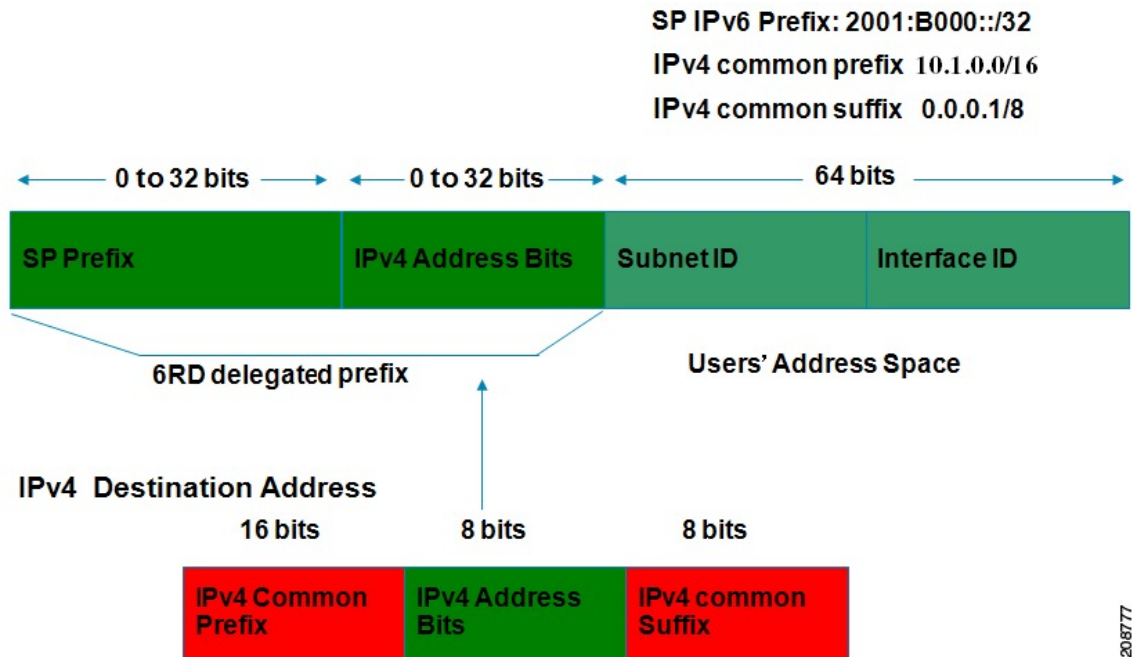 SP IPv6 Prefix: 2001:B000::/32
IPv4 common prefix 10.1.0.0/16
IPv4 common suffix 0.0.0.1/8
0 to 32 bits
0 to 32 bits
64 bits
SP Prefix
IPv4 Address Bits
Subnet ID
Interface ID
6RD delegated prefix
Users' Address Space
IPv4 Destination Address
16 bits
8 bits
8 bits
IPv4 Common
Prefix
IPv4 Address
Bits
IPv4 common
Suffix
208777